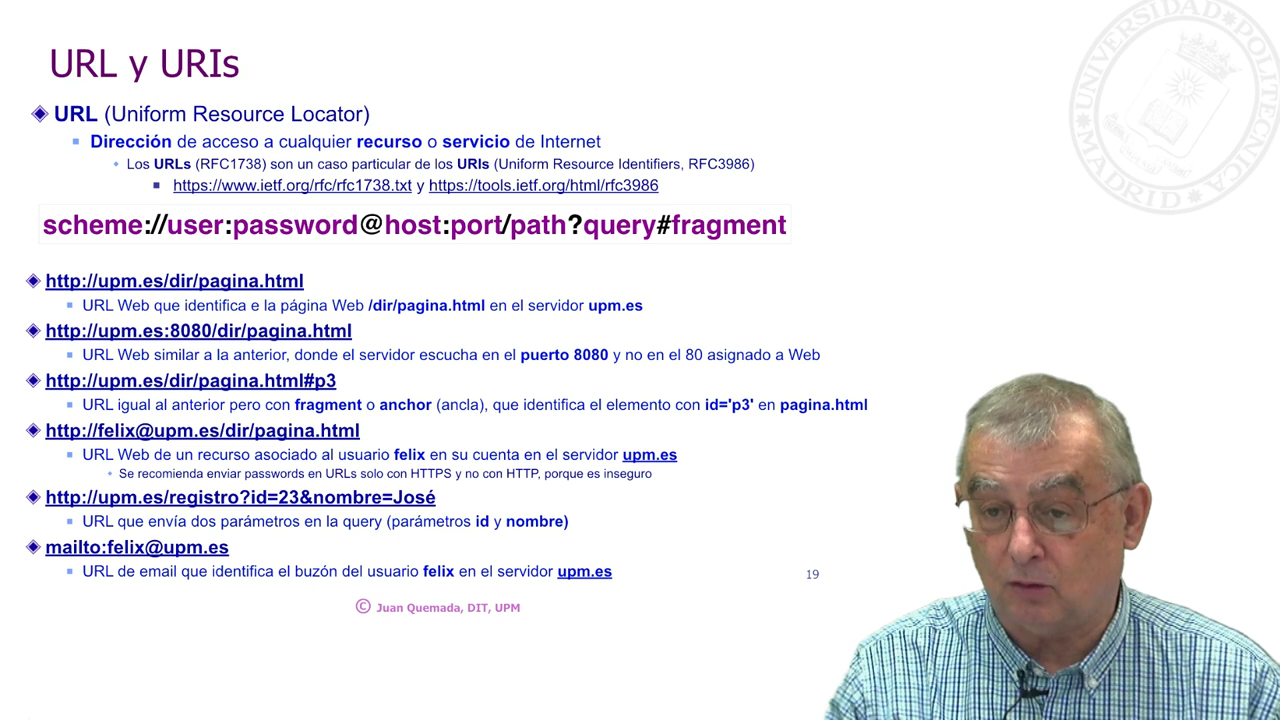 URL y URIs
URL (Uniform Resource Locator)
Dirección de acceso a cualquier recurso o servicio de Internet
Los URLs (RFC1738) son un caso particular de los URIs (Uniform Resource Identifiers, RFC3986)
https://www.ietf.org/rfc/rfc1738.txt y https://tools.ietf.org/html/rfc3986
scheme://user:password@host:port/path?query#fragment
http://upm.es/dir/pagina.html
URL Web que identifica e la página Web /dir/pagina.html en el servidor upm.es
http://upm.es:8080/dir/pagina.html
URL Web similar a la anterior, donde el servidor escucha en el puerto 8080 y no en el 80 asignado a Web
http://upm.es/dir/pagina.html#p3
URL igual al anterior pero con fragment o anchor (ancla), que identifica el elemento con id='p3' en pagina.html
http://felix@upm.es/dir/pagina.html
URL Web de un recurso asociado al usuario felix en su cuenta en el servidor upm.es
Se recomienda enviar passwords en URLs solo con HTTPS y no con HTTP, porque es inseguro
http://upm.es/registro?id=23&nombre=José
URL que envía dos parámetros en la query (parámetros id y nombre)
mailto:felix@upm.es
URL de email que identifica el buzón del usuario felix en el servidor upm.es
19
© Juan Quemada, DIT, UPM
UNIVERSIDAD POLITECNICA
MADRID